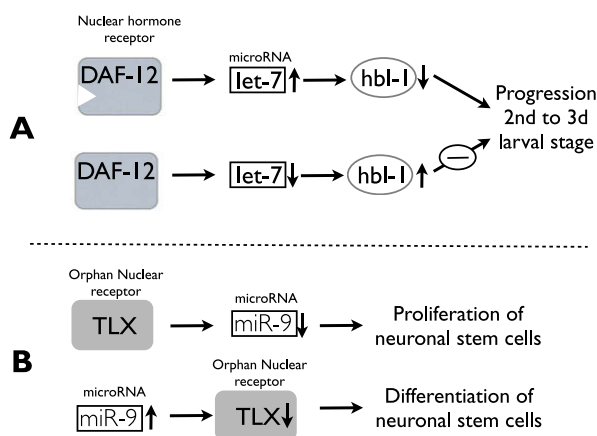 Nuclear hormone
receptor
DAF-12
microRNA
let-7
hbl-1
Progression
2nd to 3d
larval stage
A
DAF-12
let-7
hbl-1
Orphan Nuclear
receptor
TLX
microRNA
miR-9
Proliferation of
neuronal stem cells
B
microRNA
miR-9
Orphan Nuclear
receptor
TLX
Differentiation of
neuronal stem cells